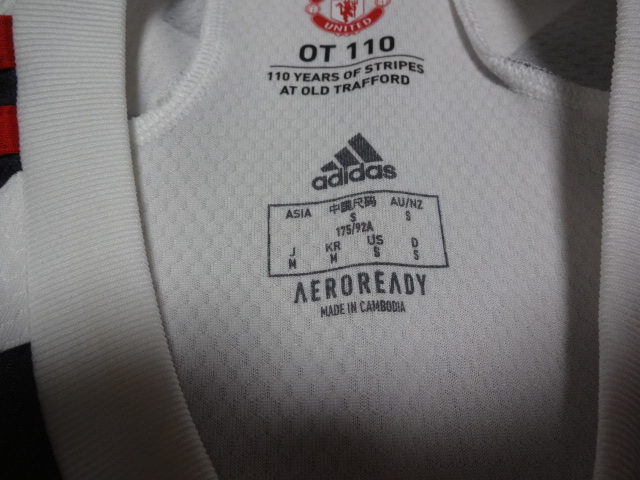 UNITED
OT 110
110 YEARS OF STRIPES
AT OLD TRAFFORD
adidas
ASIA 中國尺码 AU/NZ
S S
175/92A
J KR US D
M M S S
AEROREADY
MADE IN CAMBODIA